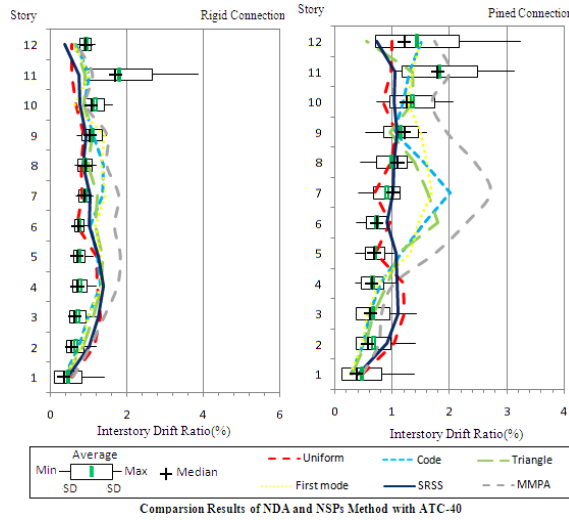 Story
Rigid Connection
Story
Pined Connection
12
11
10
9
8
7
6
5
4
3
2
1
0
2
4
6
12
11
10
9
8
7
6
5
4
3
2
1
0
1
2
3
4
Interstory Drift Ratio(%)
Interstory Drift Ratio(%)
Average
Min
Max
SD
SD
Median
Uniform
Code
Triangle
First mode
SRSS
MMPA
Comparsion Results of NDA and NSPs Method with ATC-40